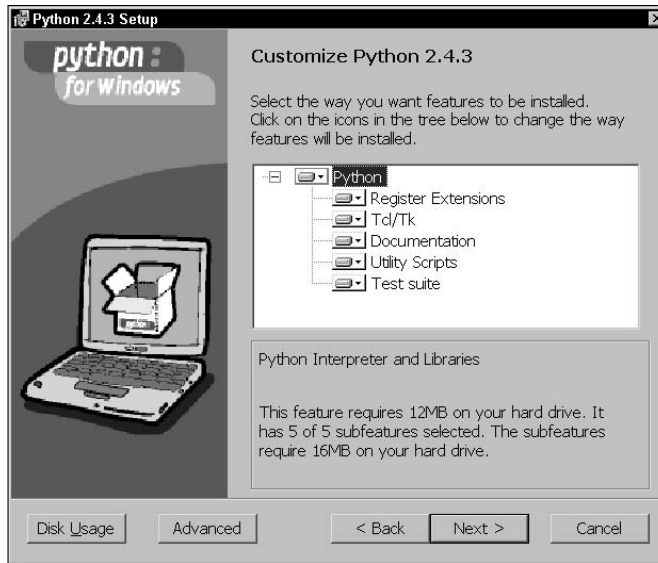 Python 2.4.3 Setup
python
for windows
Customize Python 2.4.3
Select the way you want features to be installed.
Click on the icons in the tree below to change the way
features will be installed.
Python
Register Extensions
Tcl/Tk
Documentation
Utility Scripts
Test suite
Python Interpreter and Libraries
This feature requires 12MB on your hard drive. It
has 5 of 5 subfeatures selected. The subfeatures
require 16MB on your hard drive.
Disk Usage
Advanced
< Back
Next >
Cancel